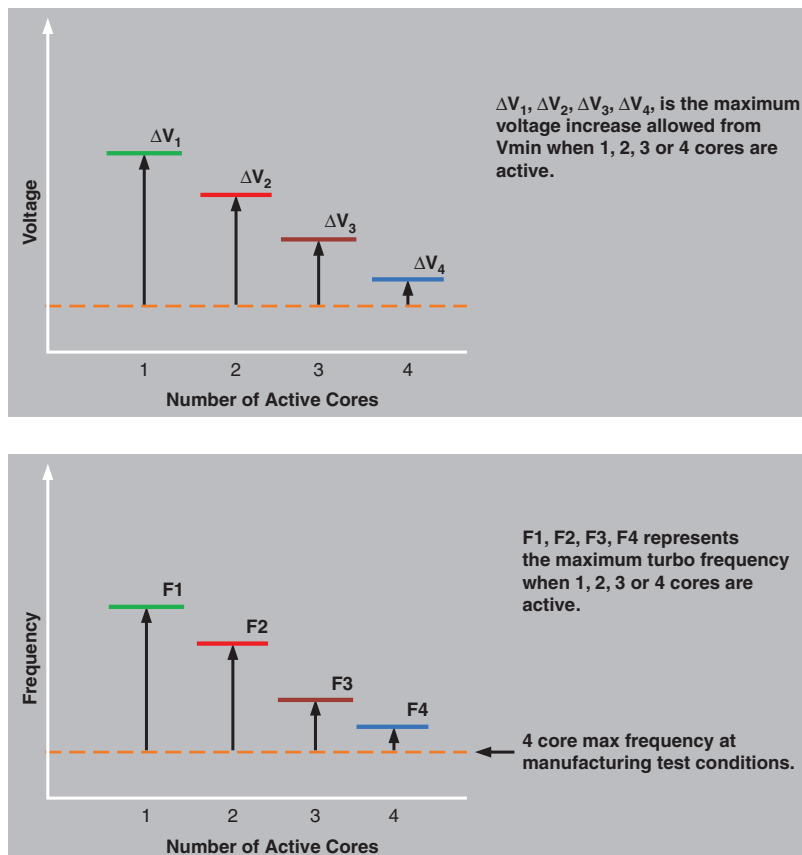 ΔV1
ΔV2
ΔV3
ΔV4
Voltage
1 2 3 4
Number of Active Cores
ΔV1, ΔV2, ΔV3, ΔV4, is the maximum
voltage increase allowed from
Vmin when 1, 2, 3 or 4 cores are
active.
F1
F2
F3
F4
Frequency
1 2 3 4
Number of Active Cores
F1, F2, F3, F4 represents
the maximum turbo frequency
when 1, 2, 3 or 4 cores are
active.
4 core max frequency at
manufacturing test conditions.